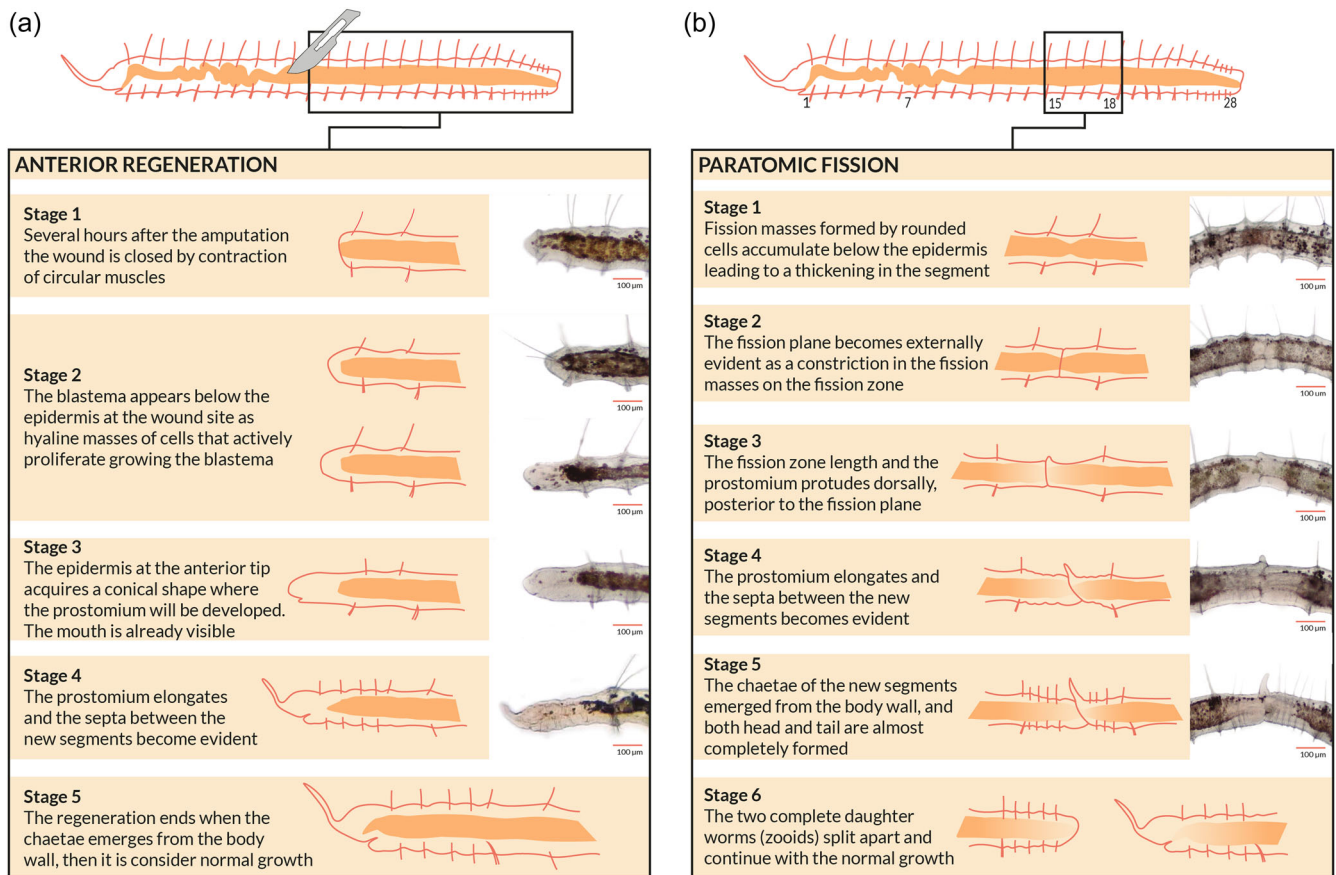 (a)
ANTERIOR REGENERATION
Stage 1
Several hours after the amputation
the wound is closed by contraction
of circular muscles
100 µm
Stage 2
The blastema appears below the
epidermis at the wound site as
hyaline masses of cells that actively
proliferate growing the blastema
100 µm
100 µm
Stage 3
The epidermis at the anterior tip
acquires a conical shape where
the prostomium will be developed.
The mouth is already visible
100 µm
Stage 4
The prostomium elongates
and the septa between the
new segments become evident
100 µm
Stage 5
The regeneration ends when the
chaetae emerges from the body
wall, then it is consider normal growth
(b)
1 7 15 18 28
PARATOMIC FISSION
Stage 1
Fission masses formed by rounded
cells accumulate below the epidermis
leading to a thickening in the segment
100 µm
Stage 2
The fission plane becomes externally
evident as a constriction in the fission
masses on the fission zone
100 µm
Stage 3
The fission zone length and the
prostomium protudes dorsally,
posterior to the fission plane
100 µm
Stage 4
The prostomium elongates and
the septa between the new
segments becomes evident
100 µm
Stage 5
The chaetae of the new segments
emerged from the body wall, and
both head and tail are almost
completely formed
100 µm
Stage 6
The two complete daughter
worms (zooids) split apart and
continue with the normal growth